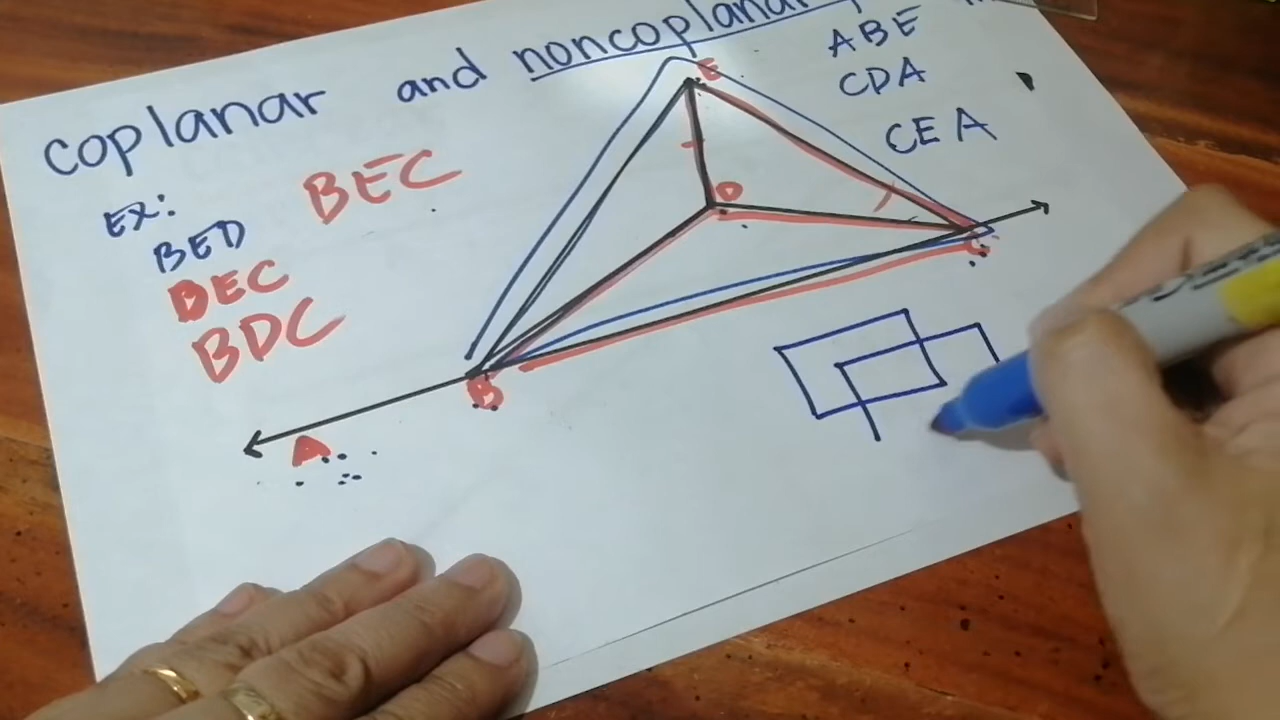 coplanar and noncoplanar
EX:
BED
DEC
BDC
BEC
ABE
CDA
CEA
E
D
C
B
A